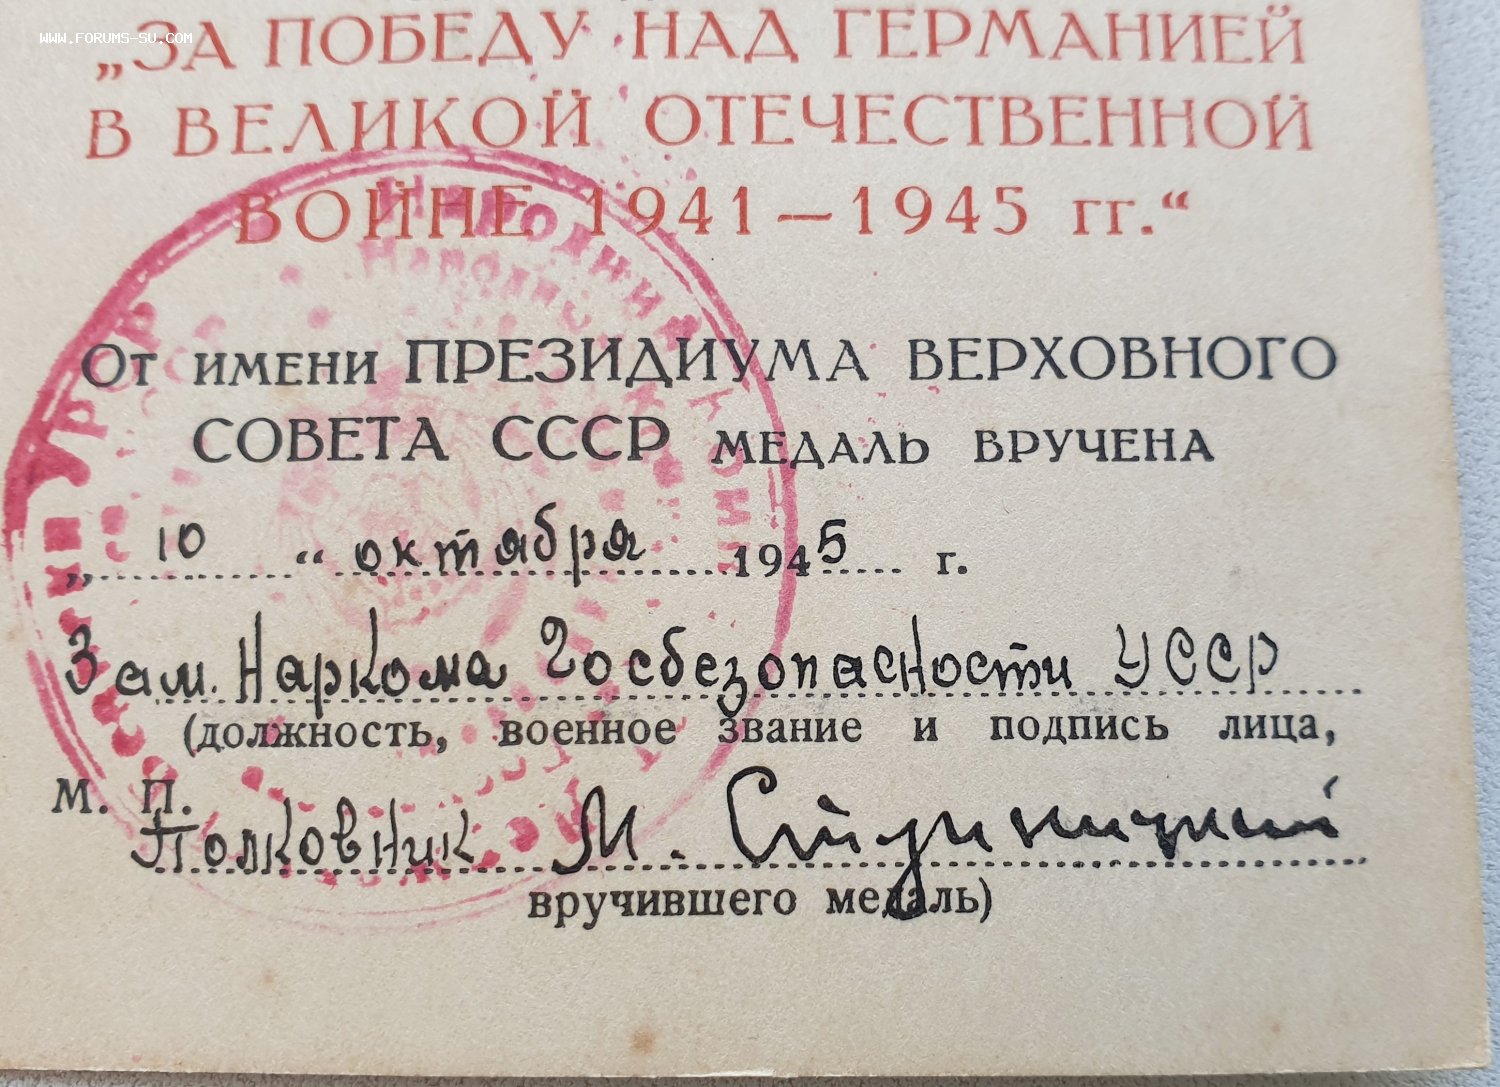 WWW.FORUMS-SU.COM
„ЗА ПОБЕДУ НАД ГЕРМАНИЕЙ
В ВЕЛИКОЙ ОТЕЧЕСТВЕННОЙ
ВОЙНЕ 1941—1945 гг.“
От имени ПРЕЗИДИУМА ВЕРХОВНОГО
СОВЕТА СССР МЕДАЛЬ ВРУЧЕНА
„10“ октября 1945 г.
Зам. Наркома Госбезопасности УССР
(должность, военное звание и подпись лица,
М. П.
Полковник М.
вручившего медаль)